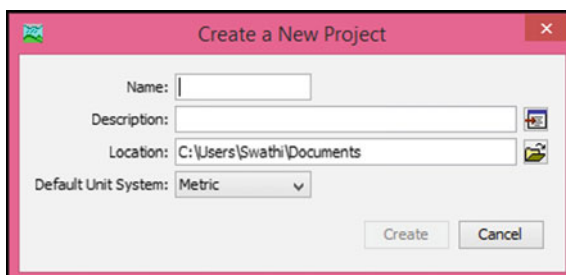 Create a New Project
Name:
Description:
Location: C:\Users\Swathi\Documents
Default Unit System: Metric
Create Cancel